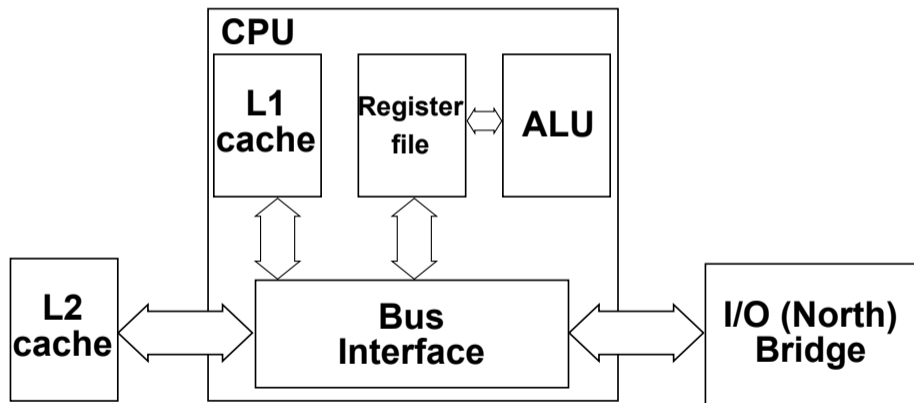 CPU
L1
cache
Register
file
ALU
L2
cache
Bus
Interface
I/O (North)
Bridge